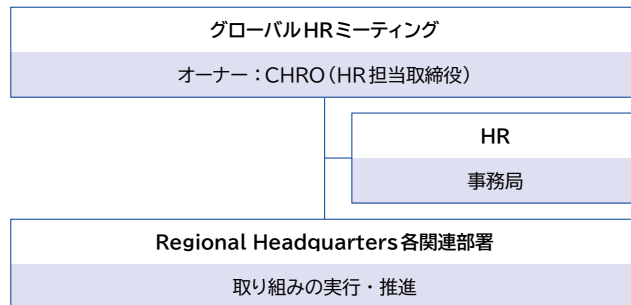 グローバルHRミーティング
オーナー：CHRO（HR担当取締役）
HR
事務局
Regional Headquarters各関連部署
取り組みの実行・推進